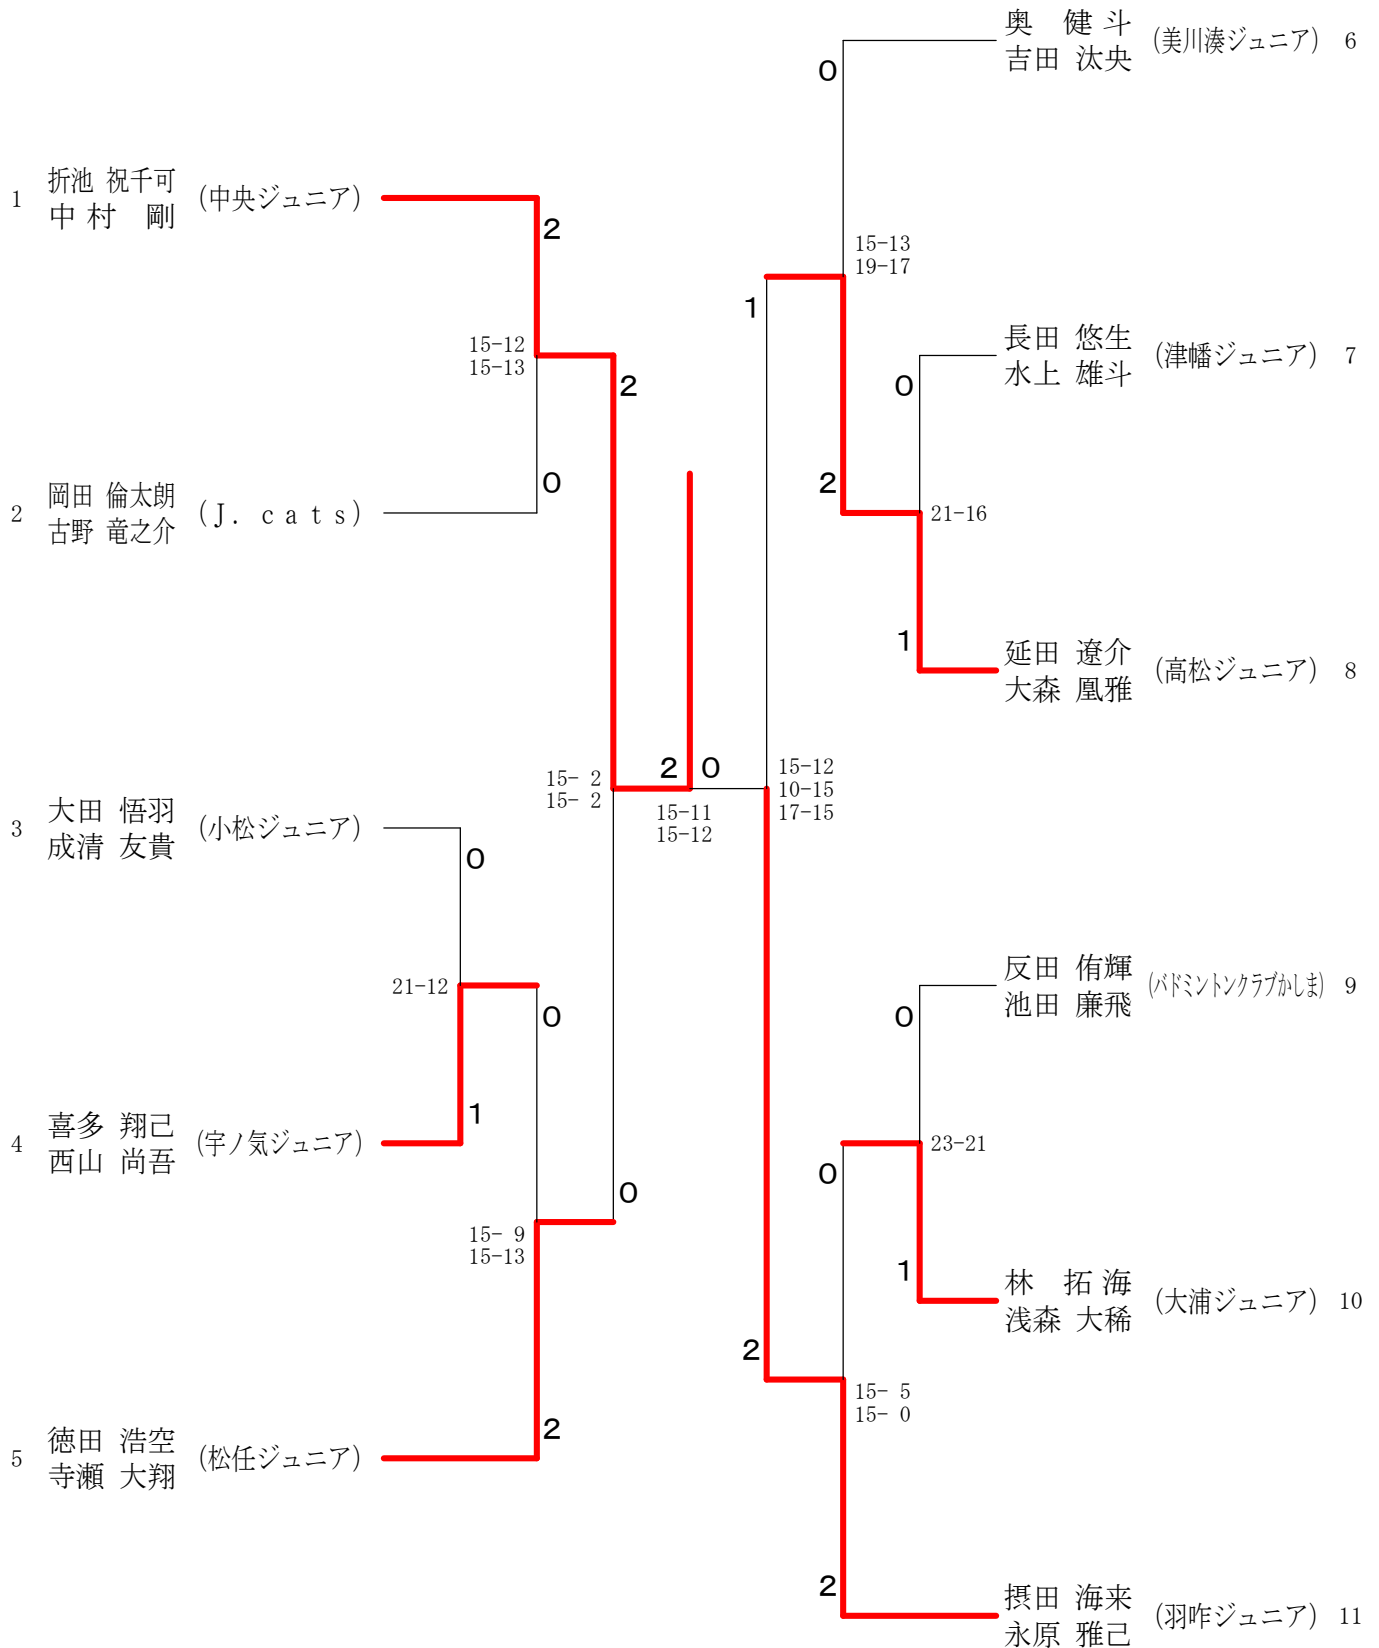 1 折池 祝千可 (中央ジュニア)
中村 剛
2
15-12
15-13
2
0
2 岡田 倫太朗 (J. cats)
古野 竜之介
3 大田 悟羽 (小松ジュニア)
成清 友貴
0
21-12
0
1
4 喜多 翔己 (宇ノ気ジュニア)
西山 尚吾
15- 9
15-13
0
2
5 徳田 浩空 (松任ジュニア)
寺瀬 大翔
15- 2
15- 2
2 0
15-11
15-12
奥 健斗 (美川湊ジュニア) 6
吉田 汰央
0
15-13
19-17
1
長田 悠生 (津幡ジュニア) 7
水上 雄斗
0
2
21-16
1
延田 遼介 (高松ジュニア) 8
大森 凰雅
15-12
10-15
17-15
反田 侑輝 (バドミントンクラブかしま) 9
池田 廉飛
0
23-21
0
1
林 拓海 (大浦ジュニア) 10
浅森 大稀
2
15- 5
15- 0
2
摂田 海来 (羽咋ジュニア) 11
永原 雅己